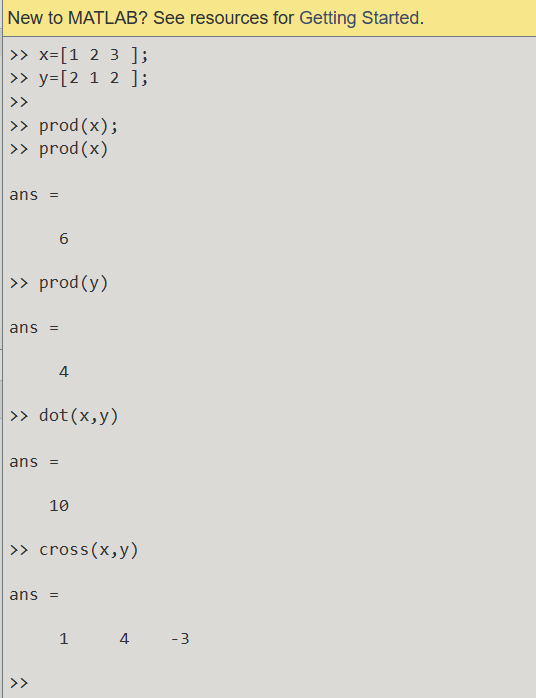 New to MATLAB? See resources for Getting Started.
>> x=[1 2 3 ];
>> y=[2 1 2 ];
>>
>> prod(x);
>> prod(x)
ans =
6
>> prod(y)
ans =
4
>> dot(x,y)
ans =
10
>> cross(x,y)
ans =
1 4 -3
>>